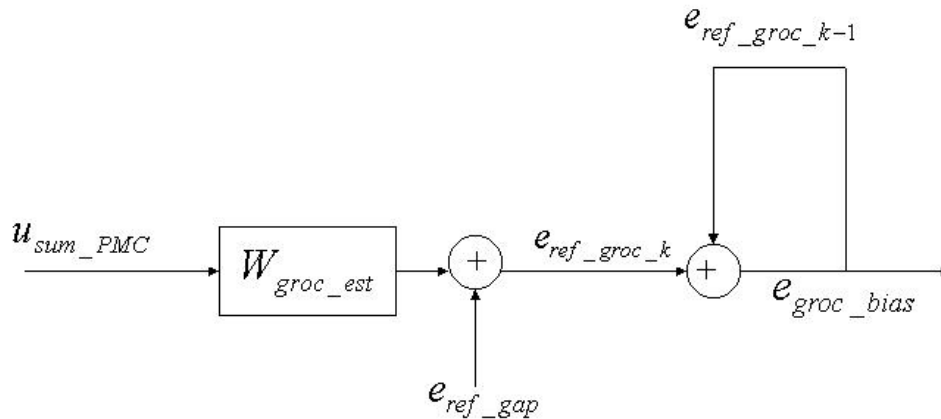 e_ref_groc_k-1
u_sum_PMC
W_groc_est
+
e_ref_groc_k
+
e_groc_bias
e_ref_gap